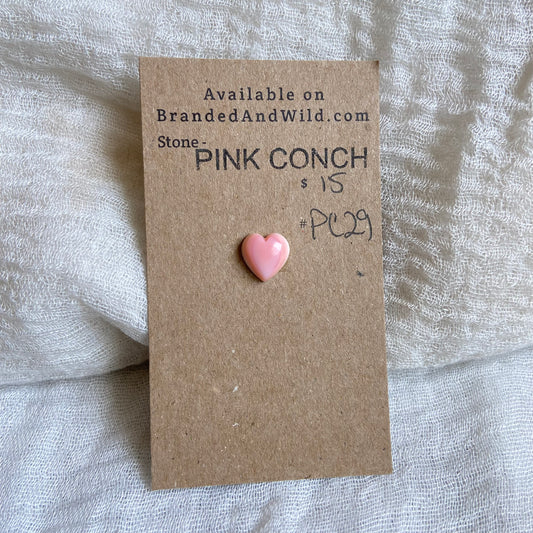 Available on
BrandedAndWild.com
Stone- PINK CONCH
$ 15
#PC29